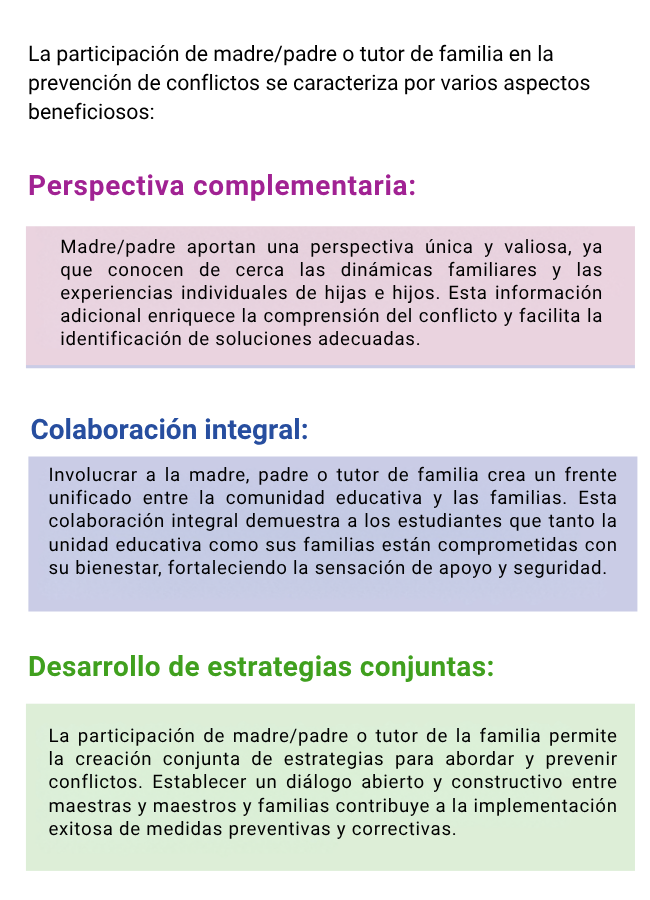 La participación de madre/padre o tutor de familia en la
prevención de conflictos se caracteriza por varios aspectos
beneficiosos:
Perspectiva complementaria:
Madre/padre aportan una perspectiva única y valiosa, ya
que conocen de cerca las dinámicas familiares y las
experiencias individuales de hijas e hijos. Esta información
adicional enriquece la comprensión del conflicto y facilita la
identificación de soluciones adecuadas.
Colaboración integral:
Involucrar a la madre, padre o tutor de familia crea un frente
unificado entre la comunidad educativa y las familias. Esta
colaboración integral demuestra a los estudiantes que tanto la
unidad educativa como sus familias están comprometidas con
su bienestar, fortaleciendo la sensación de apoyo y seguridad.
Desarrollo de estrategias conjuntas:
La participación de madre/padre o tutor de la familia permite
la creación conjunta de estrategias para abordar y prevenir
conflictos. Establecer un diálogo abierto y constructivo entre
maestras y maestros y familias contribuye a la implementación
exitosa de medidas preventivas y correctivas.